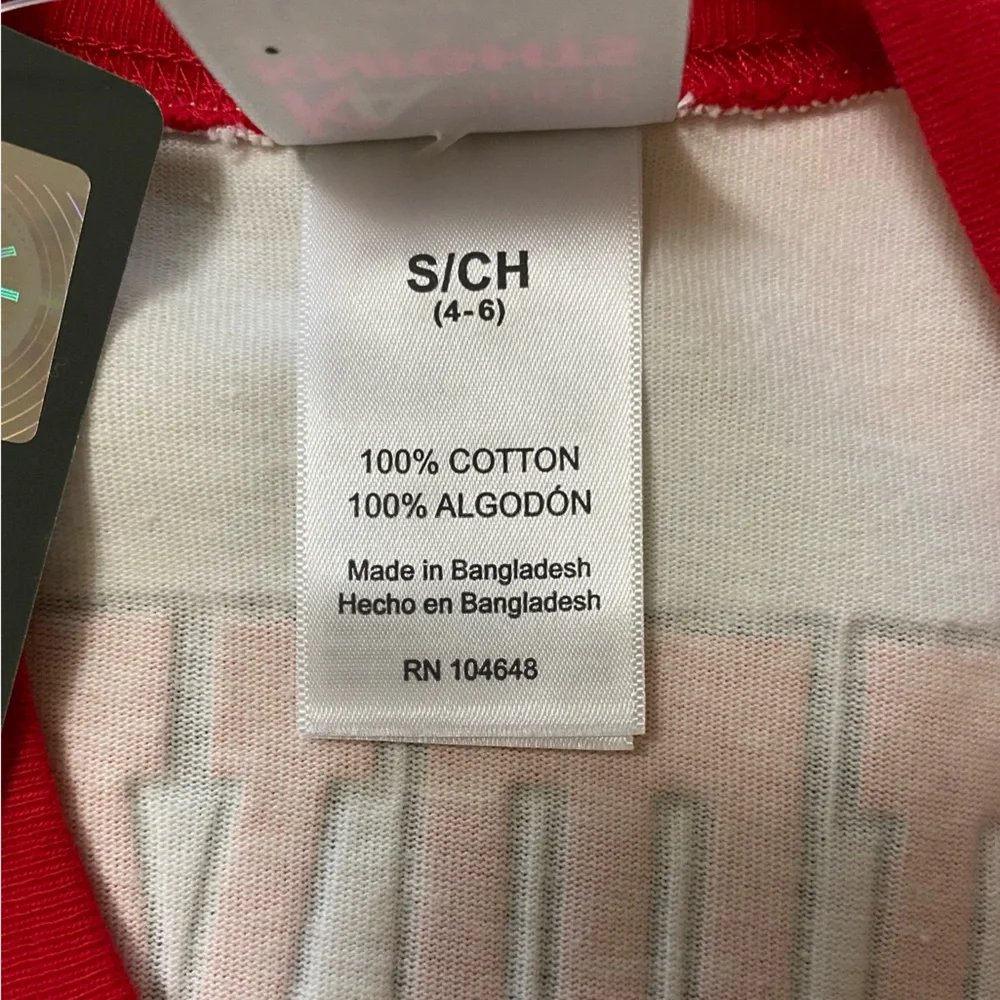 S/CH
(4-6)
100% COTTON
100% ALGODÓN
Made in Bangladesh
Hecho en Bangladesh
RN 104648